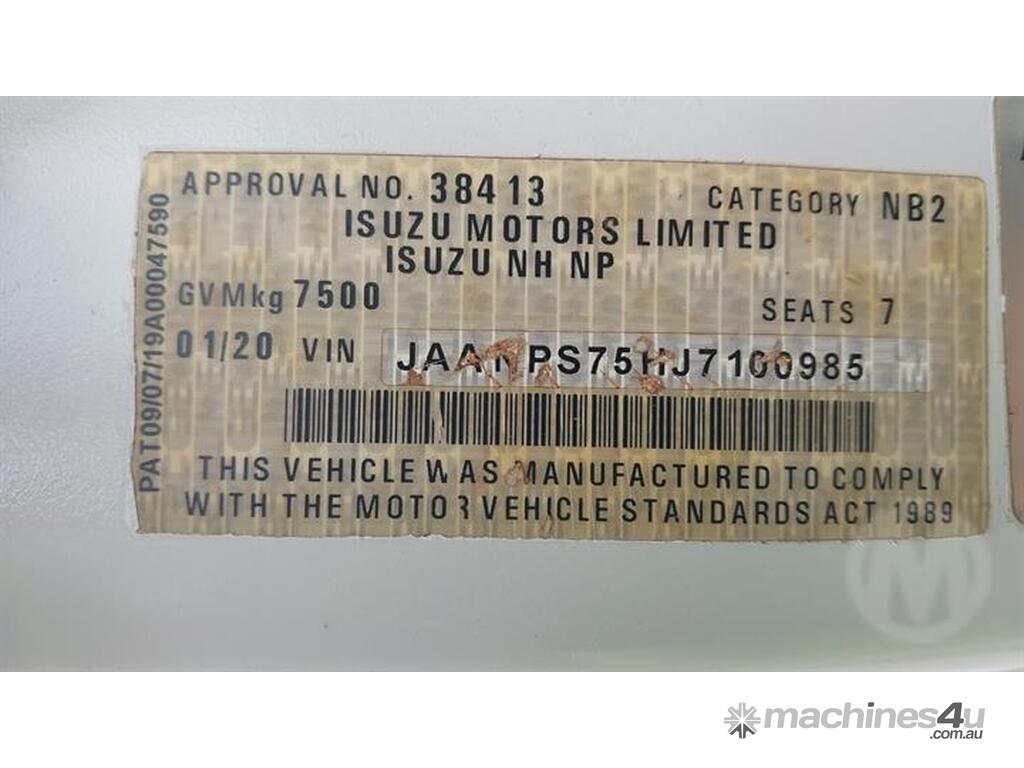 APPROVAL NO. 38413 CATEGORY NB2
ISUZU MOTORS LIMITED
ISUZU NH NP
GVMkg 7500 SEATS 7
01/20 VIN JAANPS75HJ7100985
THIS VEHICLE WAS MANUFACTURED TO COMPLY
WITH THE MOTOR VEHICLE STANDARDS ACT 1989
PAT09/07/19A00047590
M
machines4u
.com.au